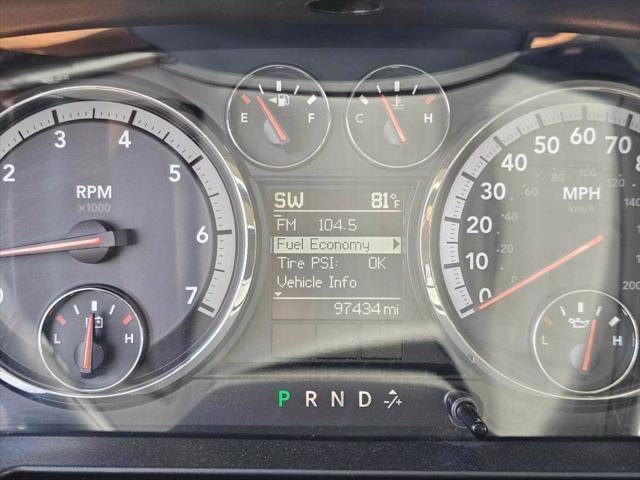 2 3 4 5 6 7
RPM
×1000
L H
E F
C H
SW 81°F
FM 104.5
Fuel Economy
Tire PSI: OK
Vehicle Info
97434 mi
P R N D -/+
0 10 20 30 40 50 60 70
MPH
km/h
L H